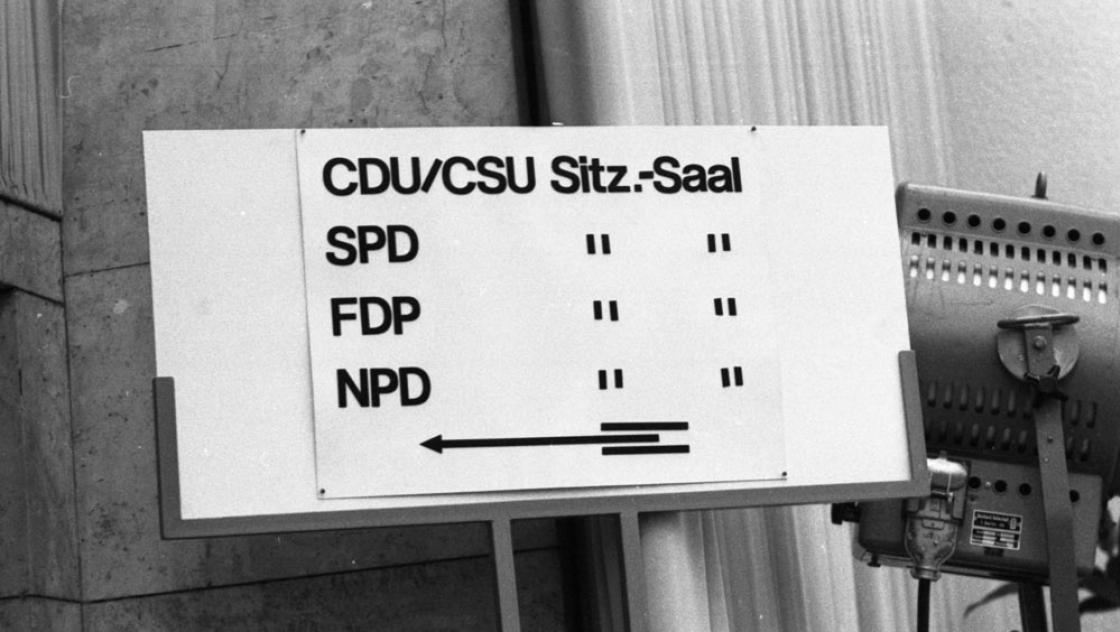 CDU/CSU Sitz.-Saal
SPD " "
FDP " "
NPD " "